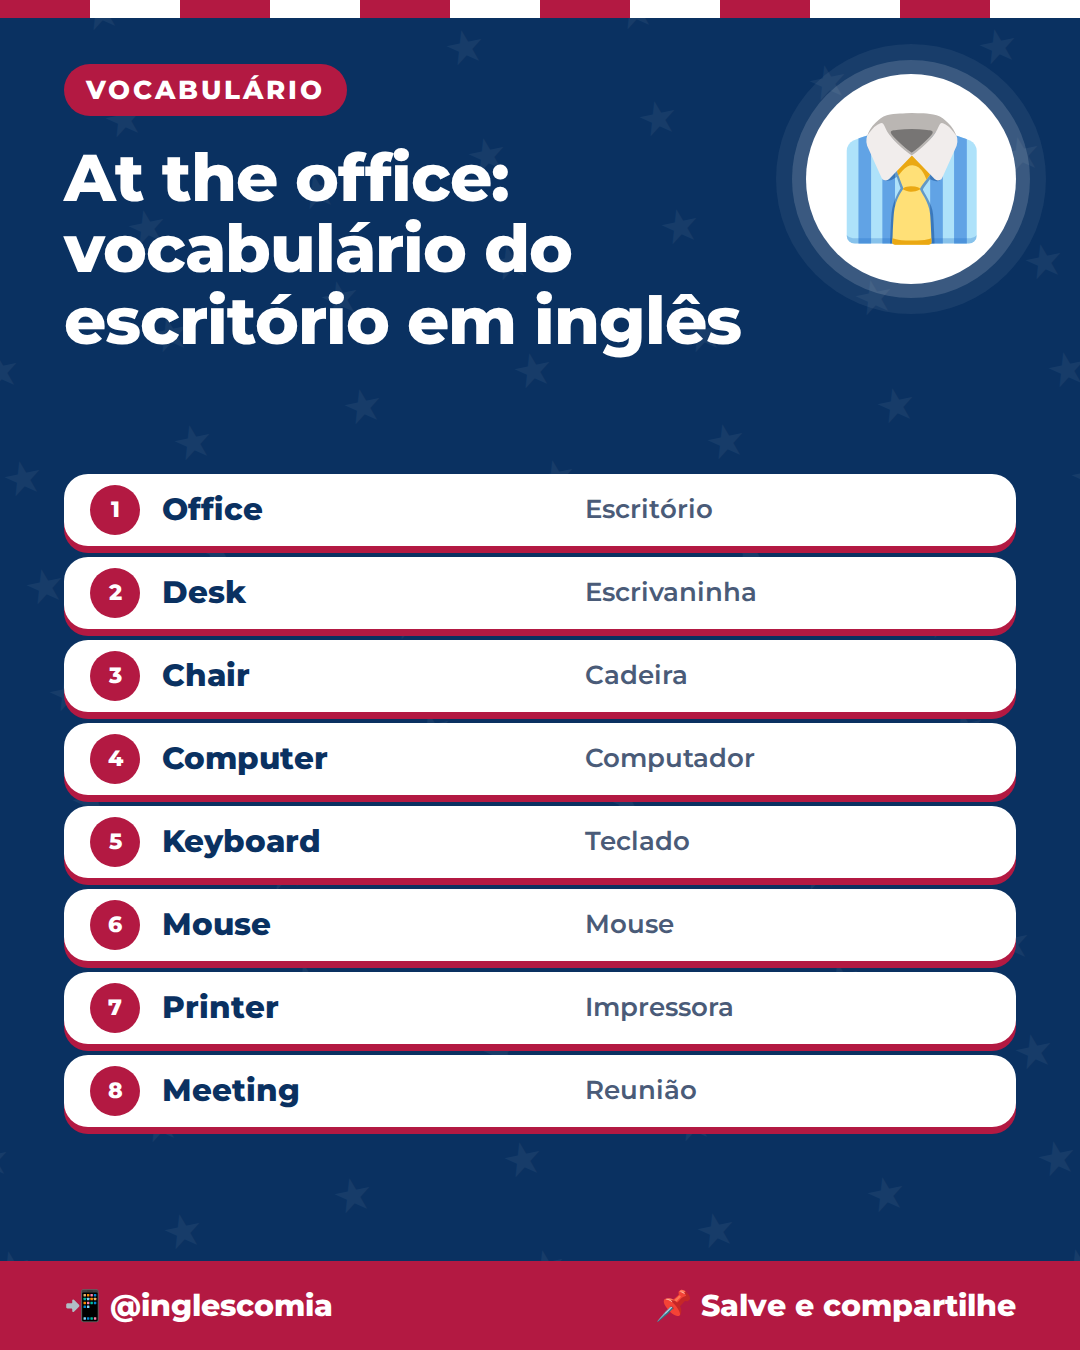 VOCABULÁRIO
At the office:
vocabulário do
escritório em inglês
1 Office Escritório
2 Desk Escrivaninha
3 Chair Cadeira
4 Computer Computador
5 Keyboard Teclado
6 Mouse Mouse
7 Printer Impressora
8 Meeting Reunião
@inglescomia
Salve e compartilhe